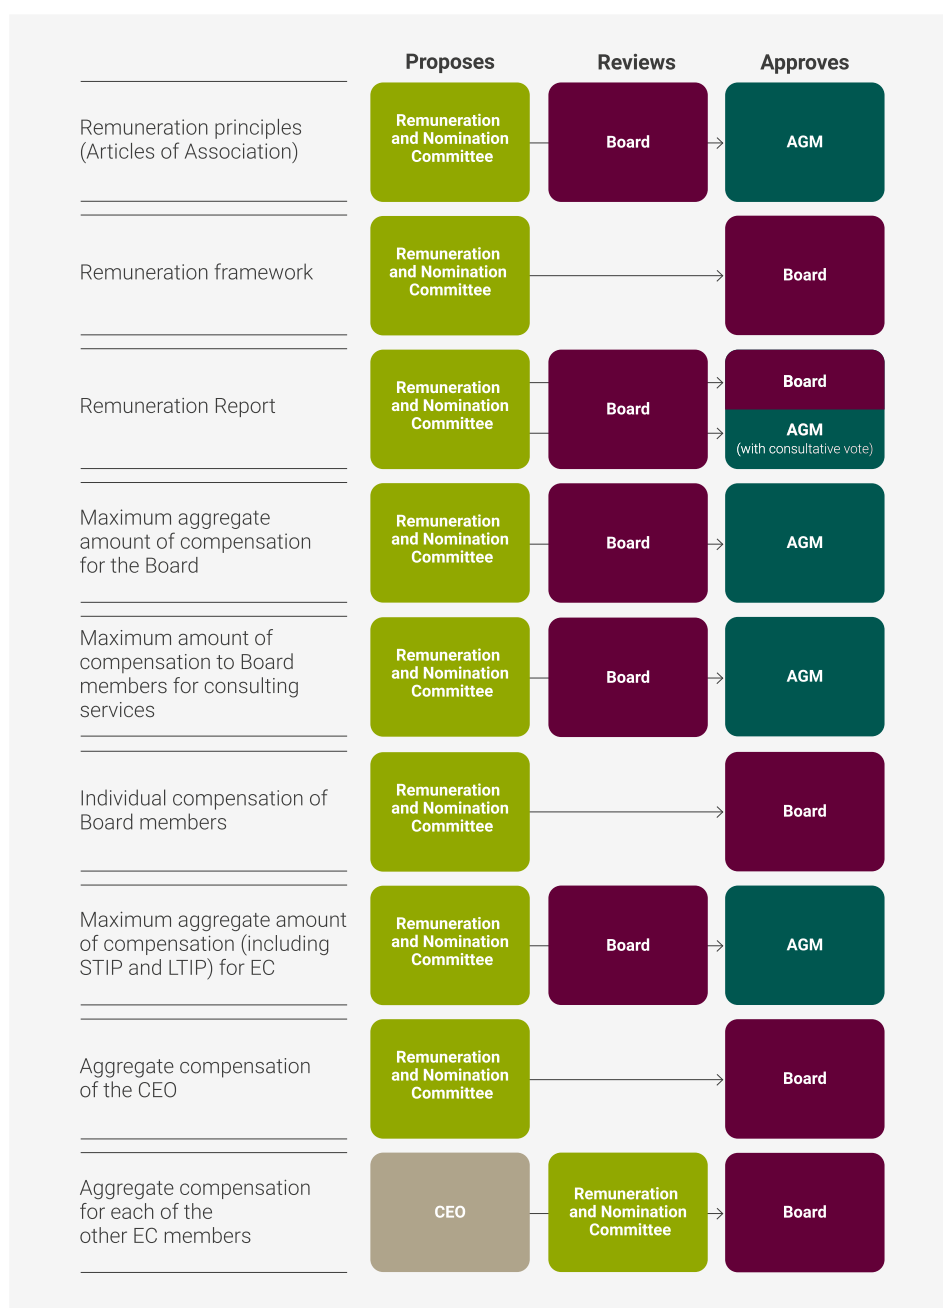 Proposes Reviews Approves
Remuneration principles
(Articles of Association)
Remuneration
and Nomination
Committee
Board
AGM
Remuneration framework
Remuneration
and Nomination
Committee
Board
Remuneration Report
Remuneration
and Nomination
Committee
Board
Board
AGM
(with consultative vote)
Maximum aggregate
amount of compensation
for the Board
Remuneration
and Nomination
Committee
Board
AGM
Maximum amount of
compensation to Board
members for consulting
services
Remuneration
and Nomination
Committee
Board
AGM
Individual compensation of
Board members
Remuneration
and Nomination
Committee
Board
Maximum aggregate amount
of compensation (including
STIP and LTIP) for EC
Remuneration
and Nomination
Committee
Board
AGM
Aggregate compensation
of the CEO
Remuneration
and Nomination
Committee
Board
Aggregate compensation
for each of the
other EC members
CEO
Remuneration
and Nomination
Committee
Board